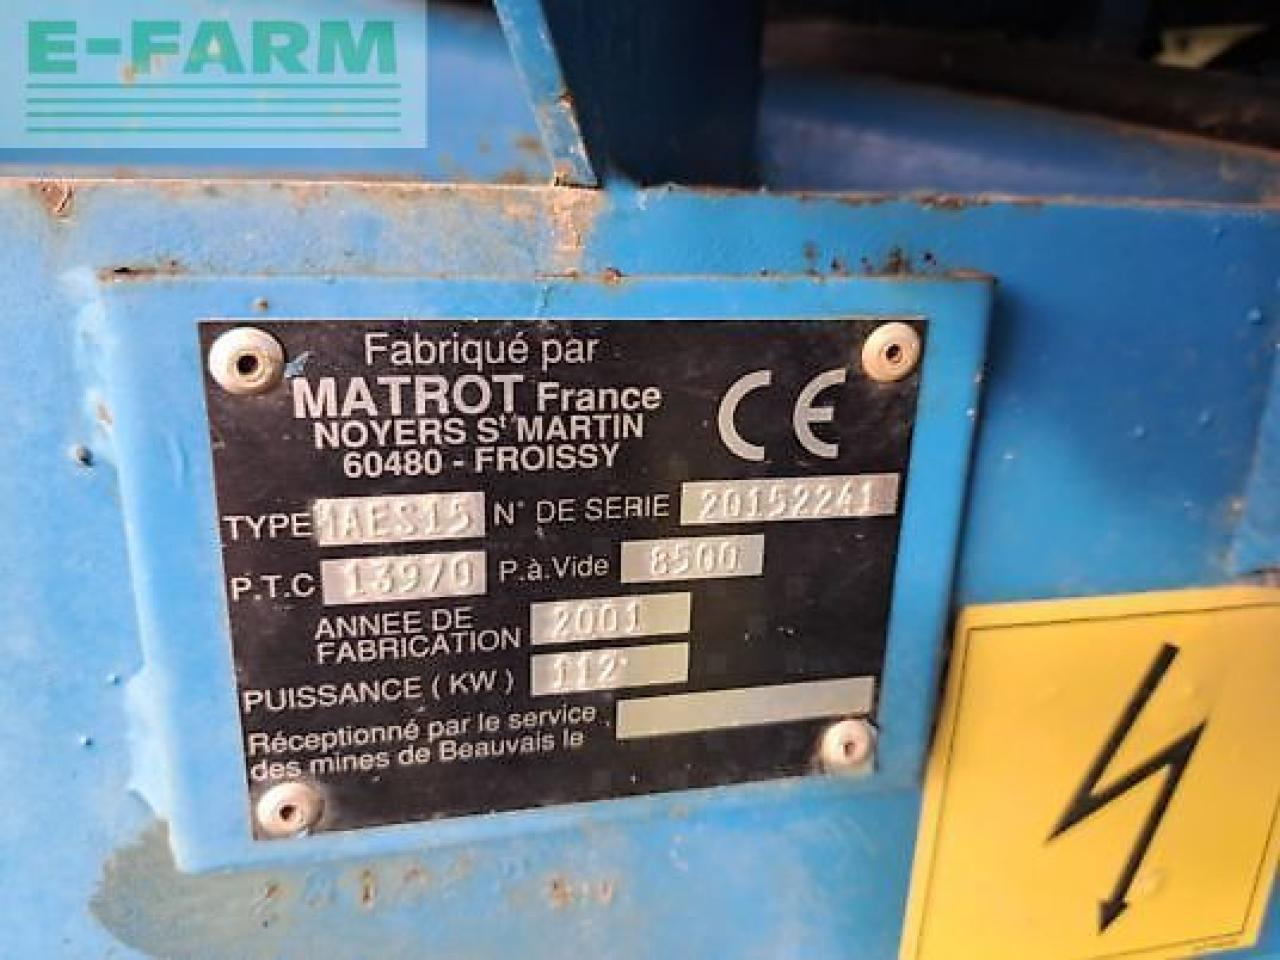 E-FARM
Fabriqué par
MATROT France
NOYERS St MARTIN
60480 - FROISSY
CE
TYPE MAES15 N° DE SERIE 20152241
P.T.C 13970 P.à.Vide 8500
ANNEE DE
FABRICATION 2001
PUISSANCE (KW) 112
Réceptionné par le service
des mines de Beauvais le